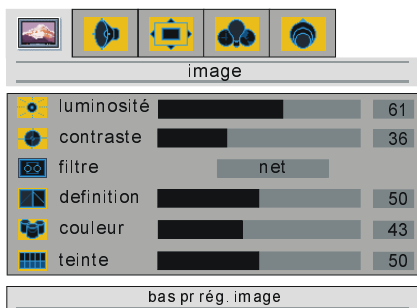 image
luminosité 61
contraste 36
filtre net
definition 50
couleur 43
teinte 50
bas pr rég. image